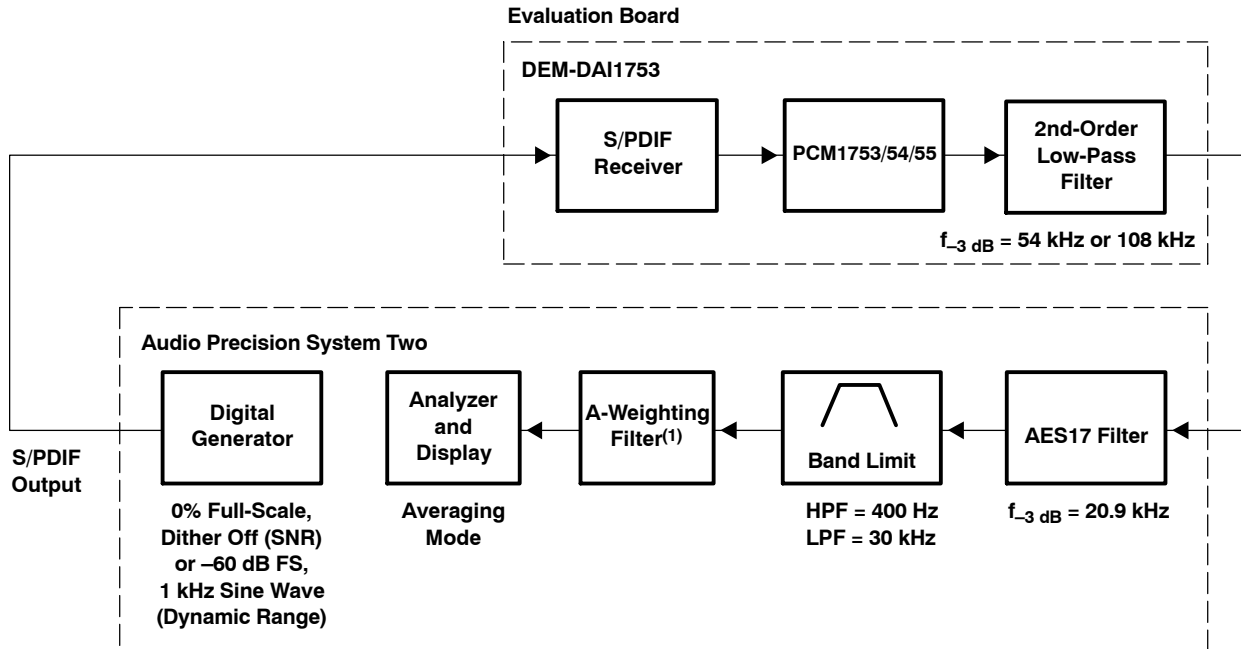 Evaluation Board
DEM-DAI1753
S/PDIF
Receiver
PCM1753/54/55
2nd-Order
Low-Pass
Filter
f–3 dB = 54 kHz or 108 kHz
Audio Precision System Two
Digital
Generator
Analyzer
and
Display
A-Weighting
Filter(1)
Band Limit
AES17 Filter
S/PDIF
Output
0% Full-Scale,
Dither Off (SNR)
or –60 dB FS,
1 kHz Sine Wave
(Dynamic Range)
Averaging
Mode
HPF = 400 Hz
LPF = 30 kHz
f–3 dB = 20.9 kHz